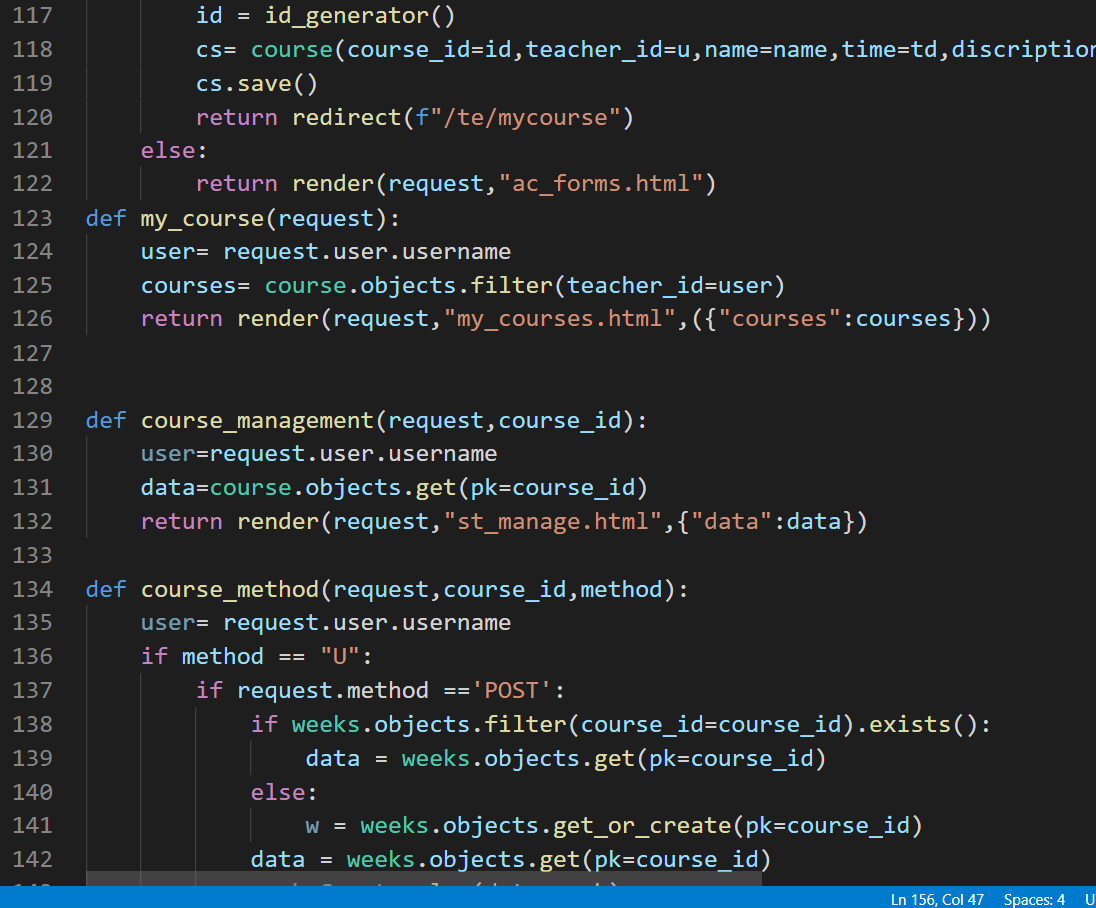 117 id = id_generator()
118 cs= course(course_id=id,teacher_id=u,name=name,time=td,discription
119 cs.save()
120 return redirect(f"/te/mycourse")
121 else:
122 return render(request,"ac_forms.html")
123 def my_course(request):
124 user= request.user.username
125 courses= course.objects.filter(teacher_id=user)
126 return render(request,"my_courses.html",({"courses":courses}))
127
128
129 def course_management(request,course_id):
130 user=request.user.username
131 data=course.objects.get(pk=course_id)
132 return render(request,"st_manage.html",{"data":data})
133
134 def course_method(request,course_id,method):
135 user= request.user.username
136 if method == "U":
137 if request.method =='POST':
138 if weeks.objects.filter(course_id=course_id).exists():
139 data = weeks.objects.get(pk=course_id)
140 else:
141 w = weeks.objects.get_or_create(pk=course_id)
142 data = weeks.objects.get(pk=course_id)
Ln 156, Col 47 Spaces: 4 U